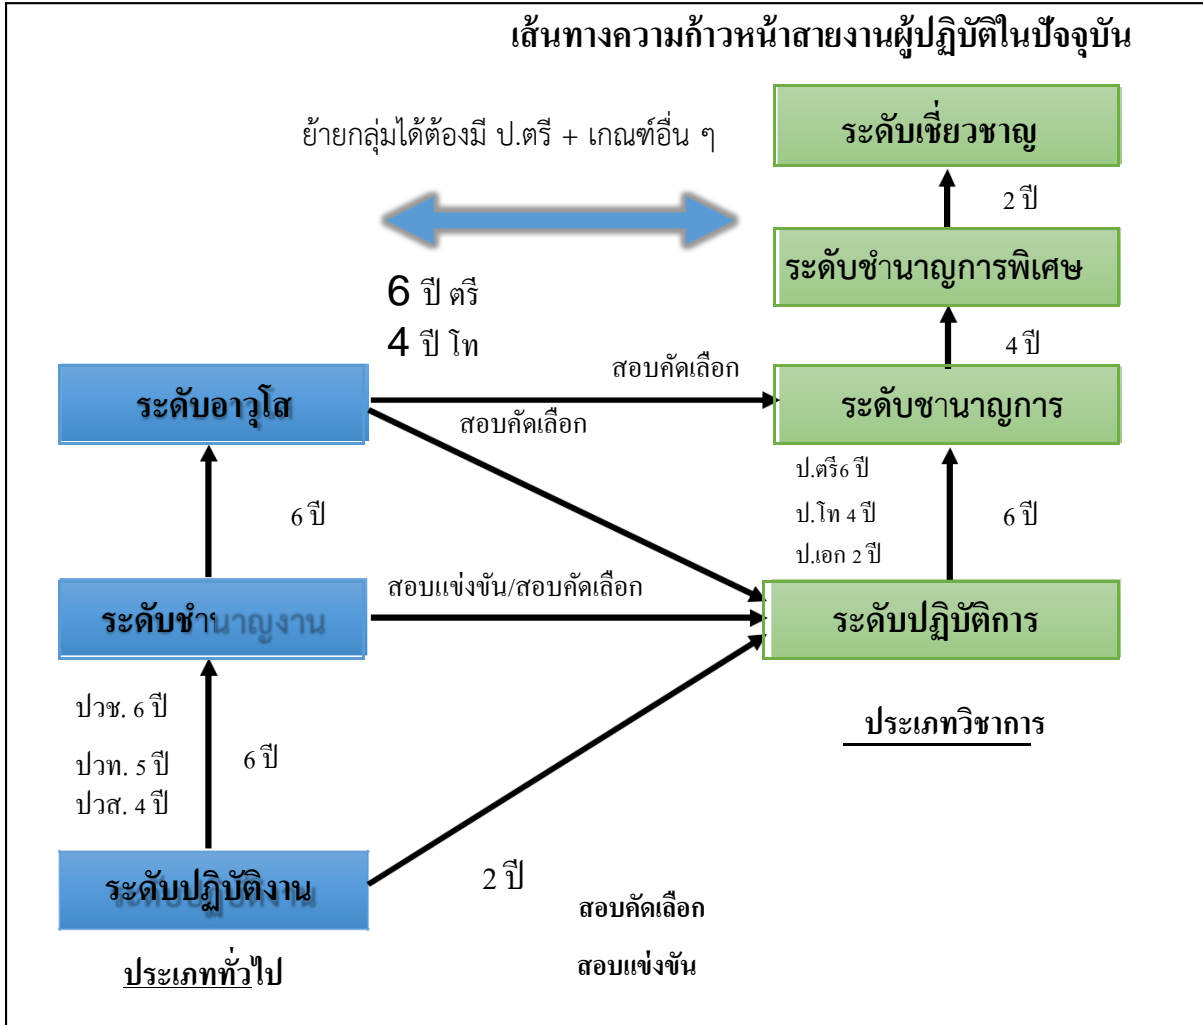 เส้นทางความก้าวหน้าสายงานผู้ปฏิบัติในปัจจุบัน
ย้ายกลุ่มได้ต้องมี ป.ตรี + เกณฑ์อื่น ๆ
ระดับเชี่ยวชาญ
2 ปี
ระดับชำนาญการพิเศษ
6 ปี ตรี
4 ปี โท
4 ปี
สอบคัดเลือก
ระดับอาวุโส
ระดับชานาญการ
สอบคัดเลือก
ป.ตรี6 ปี
6 ปี
ป.โท 4 ปี
6 ปี
ป.เอก 2 ปี
สอบแข่งขัน/สอบคัดเลือก
ระดับชำนาญงาน
ระดับปฏิบัติการ
ปวช. 6 ปี
ประเภทวิชาการ
ปวท. 5 ปี
6 ปี
ปวส. 4 ปี
ระดับปฏิบัติงาน
2 ปี
สอบคัดเลือก
ประเภททั่วไป
สอบแข่งขัน